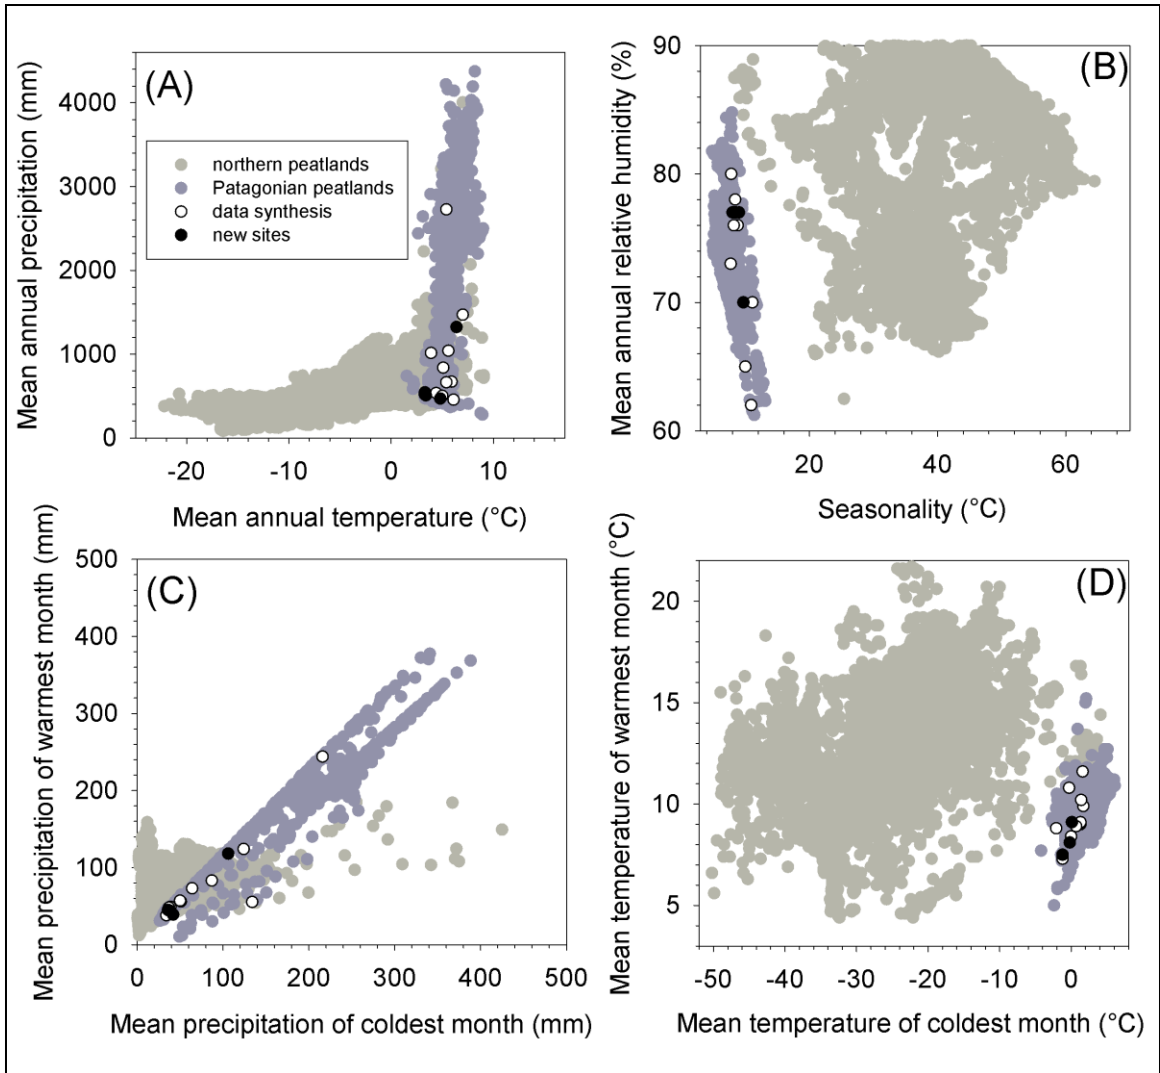 (A)
Mean annual precipitation (mm)
4000
3000
2000
1000
0
northern peatlands
Patagonian peatlands
data synthesis
new sites
-20 -10 0 10
Mean annual temperature (°C)
(B)
Mean annual relative humidity (%)
90
80
70
60
20 40 60
Seasonality (°C)
(C)
Mean precipitation of warmest month (mm)
500
400
300
200
100
0
0 100 200 300 400 500
Mean precipitation of coldest month (mm)
(D)
Mean temperature of warmest month (°C)
20
15
10
5
-50 -40 -30 -20 -10 0
Mean temperature of coldest month (°C)